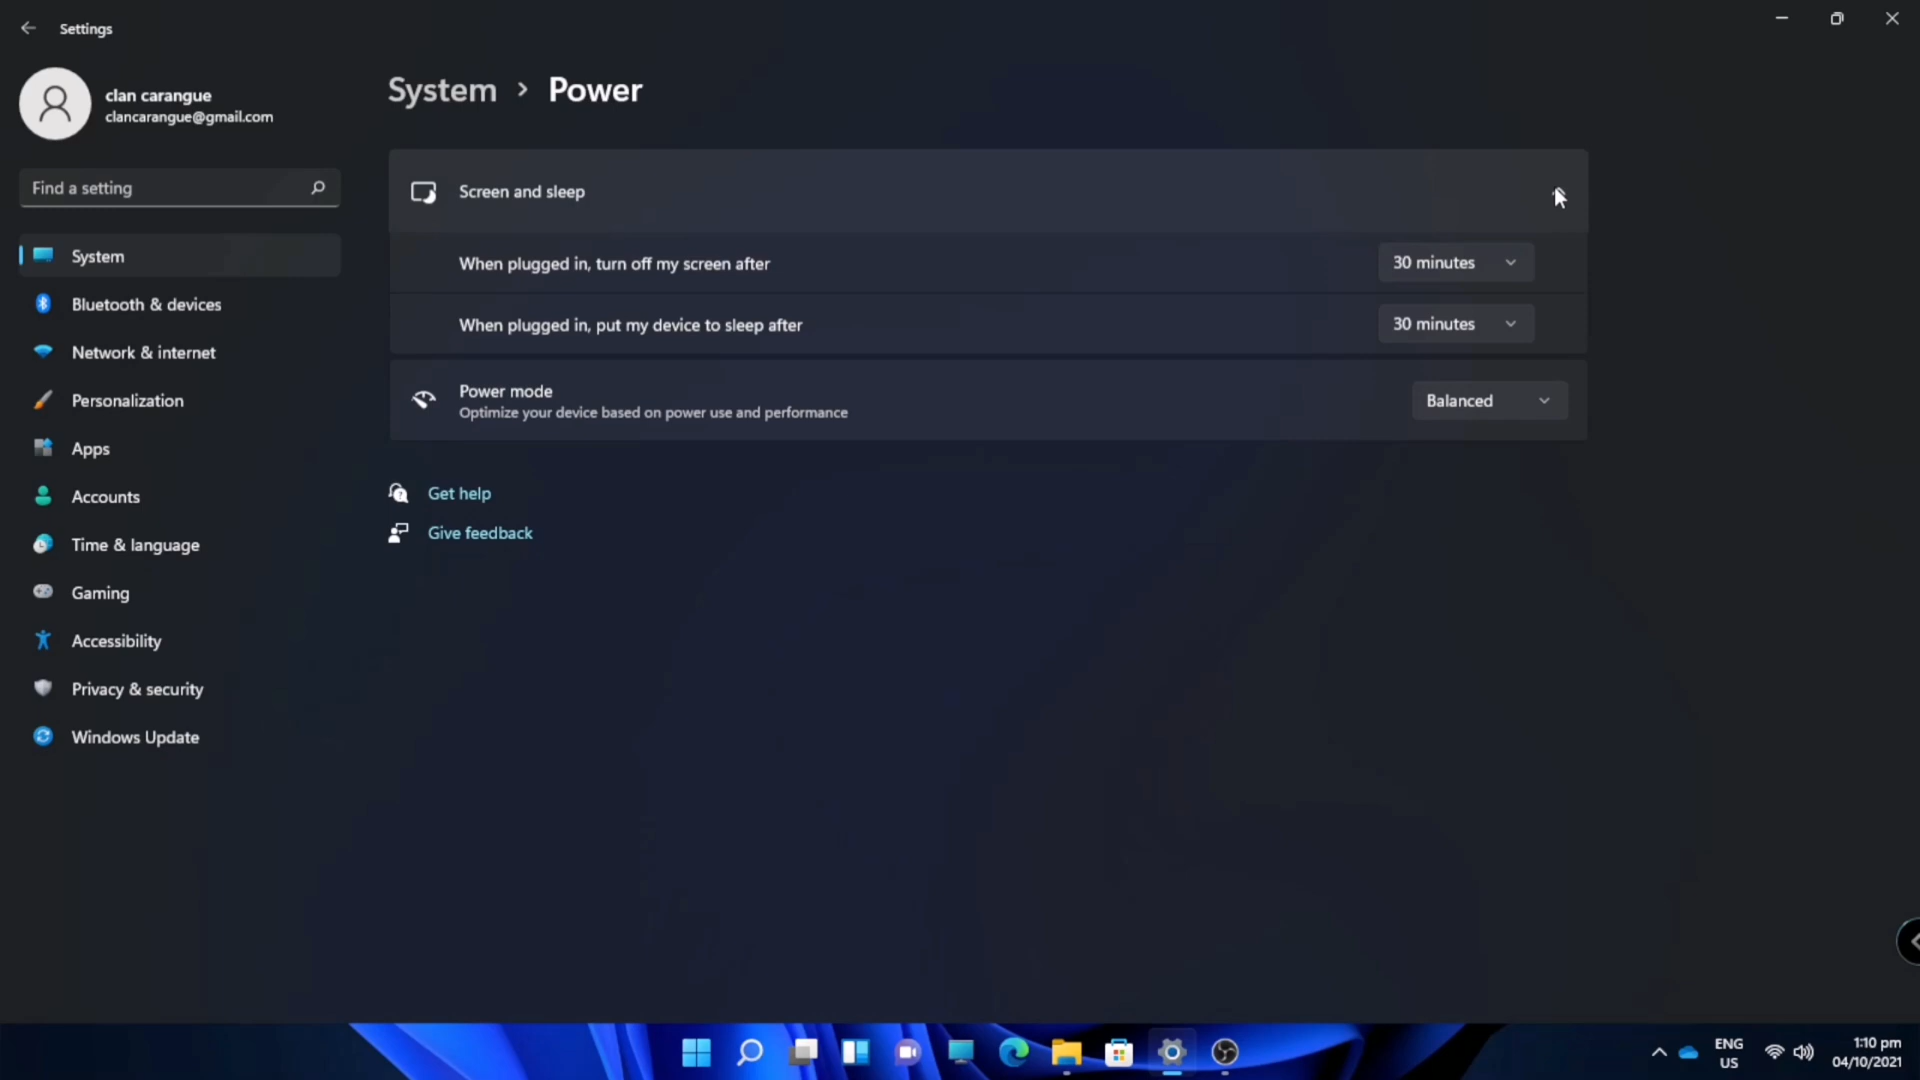 Settings
clan carangue
clancarangue@gmail.com
Find a setting
System
Bluetooth & devices
Network & internet
Personalization
Apps
Accounts
Time & language
Gaming
Accessibility
Privacy & security
Windows Update
System > Power
Screen and sleep
When plugged in, turn off my screen after 30 minutes
When plugged in, put my device to sleep after 30 minutes
Power mode
Optimize your device based on power use and performance
Balanced
Get help
Give feedback
ENG
US
1:10 pm
04/10/2021